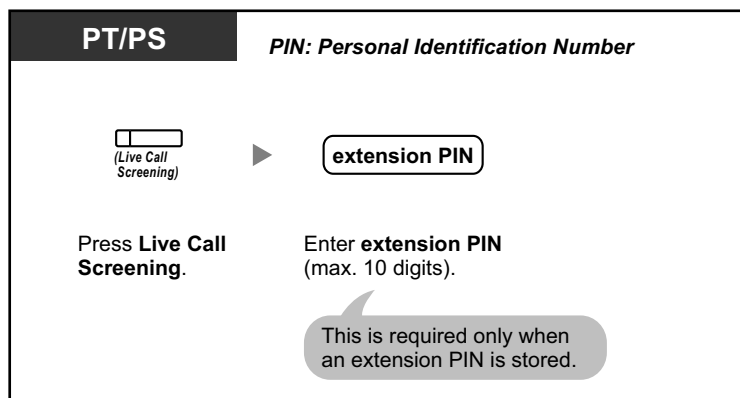 PT/PS
PIN: Personal Identification Number
(Live Call
Screening)
extension PIN
Press Live Call
Screening.
Enter extension PIN
(max. 10 digits).
This is required only when
an extension PIN is stored.